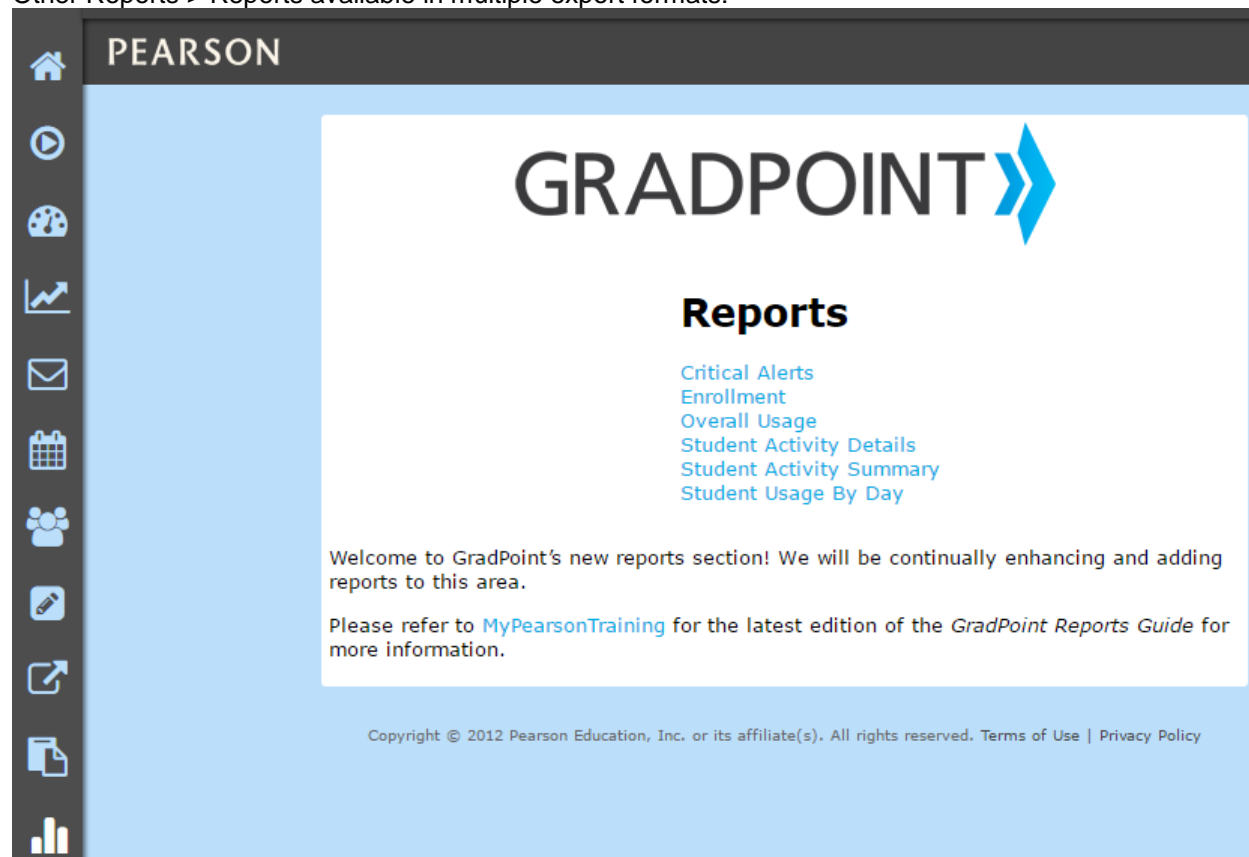 Other Reports > Reports available in multiple export formats.
PEARSON
GRADPOINT
Reports
Critical Alerts
Enrollment
Overall Usage
Student Activity Details
Student Activity Summary
Student Usage By Day
Welcome to GradPoint’s new reports section! We will be continually enhancing and adding
reports to this area.
Please refer to MyPearsonTraining for the latest edition of the GradPoint Reports Guide for
more information.
Copyright © 2012 Pearson Education, Inc. or its affiliate(s). All rights reserved. Terms of Use | Privacy Policy